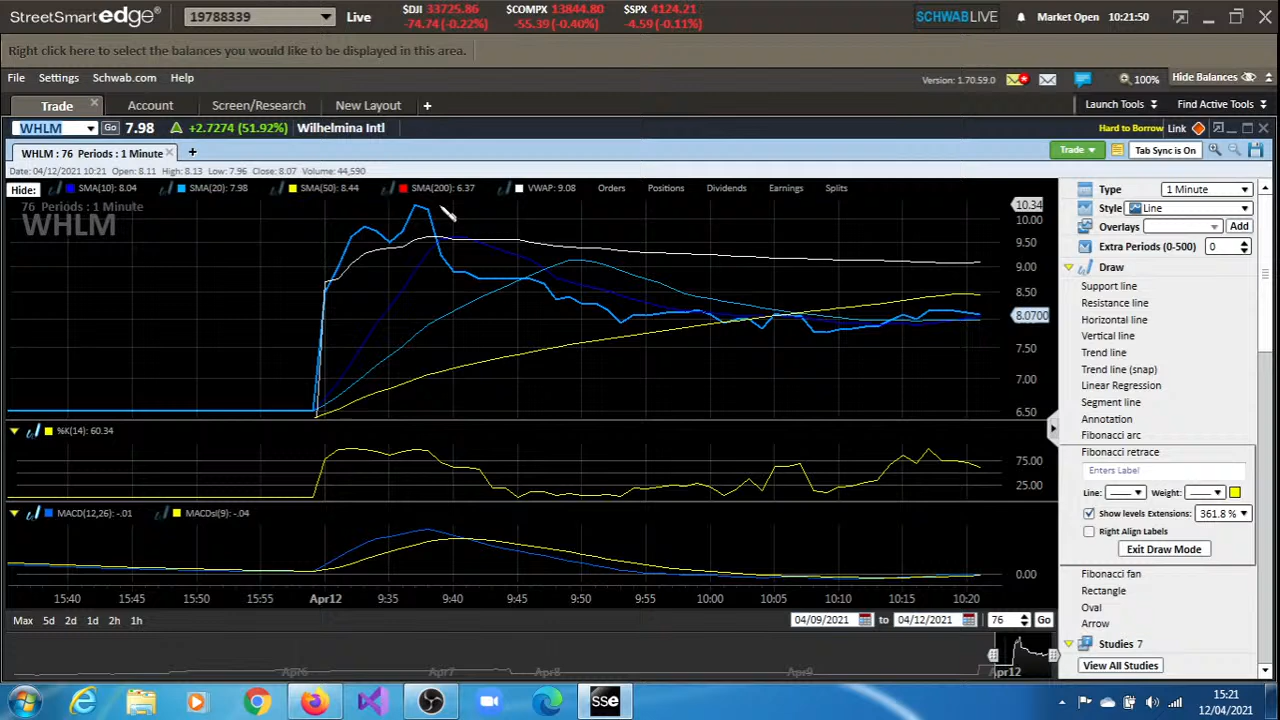 StreetSmart edge® 19788339 Live $DJI 33725.86 -74.74 (-0.22%) $COMPX 13844.80 -55.39 (-0.40%) $SPX 4124.21 -4.59 (-0.11%) SCHWABLIVE Market Open 10:21:50
Right click here to select the balances you would like to be displayed in this area.
File Settings Schwab.com Help Version: 1.70.59.0 100% Hide Balances
Trade Account Screen/Research New Layout + Launch Tools Find Active Tools
WHLM Go 7.98 +2.7274 (51.92%) Wilhelmina Intl Hard to Borrow Link
WHLM : 76 Periods : 1 Minute + Trade Tab Sync is On
Date: 04/12/2021 10:21 Open: 8.11 High: 8.13 Low: 7.96 Close: 8.07 Volume: 44,590
Hide: SMA(10): 8.04 SMA(20): 7.98 SMA(50): 8.44 SMA(200): 6.37 VWAP: 9.08 Orders Positions Dividends Earnings Splits
76 Periods : 1 Minute
WHLM
10.34
10.00
9.50
9.00
8.50
8.0700
7.50
7.00
6.50
%K(14): 60.34
75.00
25.00
MACD(12,26): -.01 MACDsl(9): -.04
0.00
15:40 15:45 15:50 15:55 Apr12 9:35 9:40 9:45 9:50 9:55 10:00 10:05 10:10 10:15 10:20
Max 5d 2d 1d 2h 1h 04/09/2021 to 04/12/2021 76 Go
Apr6 Apr7 Apr8 Apr9 Apr12
Type 1 Minute
Style Line
Overlays Add
Extra Periods (0-500) 0
Draw
Support line
Resistance line
Horizontal line
Vertical line
Trend line
Trend line (snap)
Linear Regression
Segment line
Annotation
Fibonacci arc
Fibonacci retrace
Enters Label
Line: Weight:
Show levels Extensions: 361.8 %
Right Align Labels
Exit Draw Mode
Fibonacci fan
Rectangle
Oval
Arrow
Studies 7
View All Studies
SSe
15:21
12/04/2021